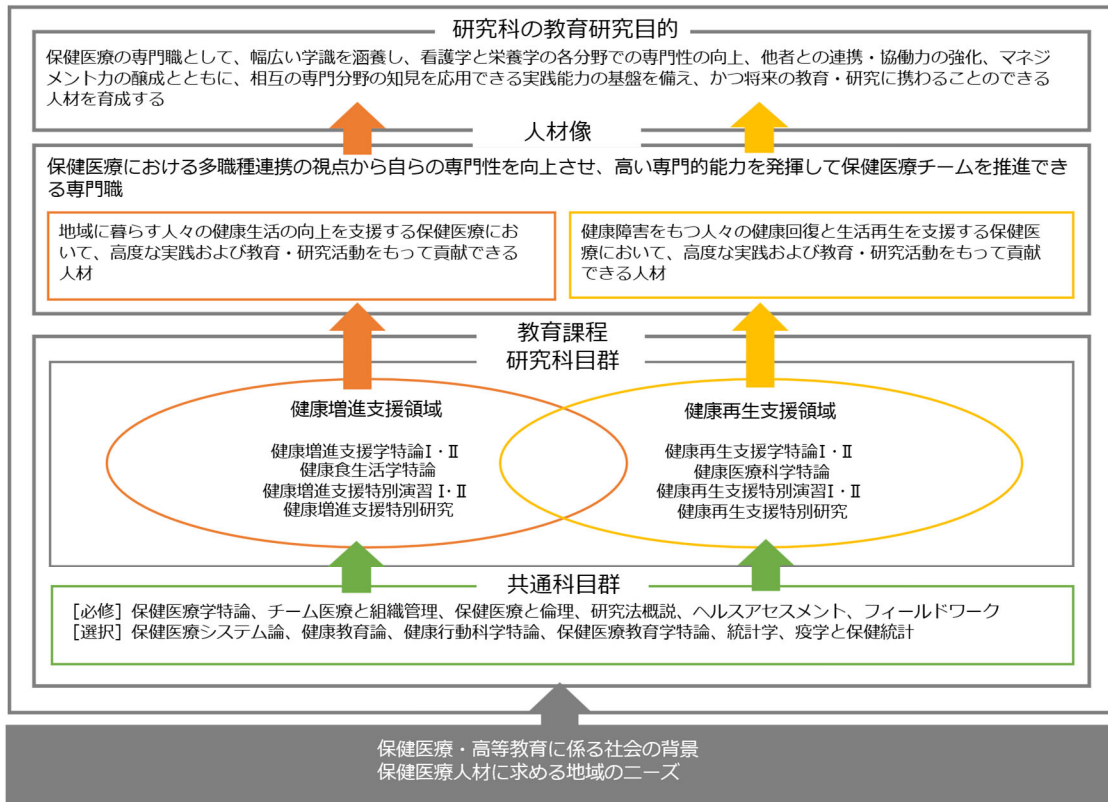 研究科の教育研究目的
保健医療の専門職として、幅広い学識を涵養し、看護学と栄養学の各分野での専門性の向上、他者との連携・協働力の強化、マネジ
メント力の醸成とともに、相互の専門分野の知見を応用できる実践能力の基盤を備え、かつ将来の教育・研究に携わることのできる
人材を育成する
人材像
保健医療における多職種連携の視点から自らの専門性を向上させ、高い専門的能力を発揮して保健医療チームを推進でき
る専門職
地域に暮らす人々の健康生活の向上を支援する保健医療にお
いて、高度な実践および教育・研究活動をもって貢献できる
人材
健康障害をもつ人々の健康回復と生活再生を支援する保健医
療において、高度な実践および教育・研究活動をもって貢献
できる人材
教育課程
研究科目群
健康増進支援領域
健康増進支援学特論Ⅰ・Ⅱ
健康食生活学特論
健康増進支援特別演習 Ⅰ・Ⅱ
健康増進支援特別研究
健康再生支援領域
健康再生支援学特論Ⅰ・Ⅱ
健康医療科学特論
健康再生支援特別演習Ⅰ・Ⅱ
健康再生支援特別研究
共通科目群
[必修] 保健医療学特論、チーム医療と組織管理、保健医療と倫理、研究法概説、ヘルスアセスメント、フィールドワーク
[選択] 保健医療システム論、健康教育論、健康行動科学特論、保健医療教育学特論、統計学、疫学と保健統計
保健医療・高等教育に係る社会の背景
保健医療人材に求める地域のニーズ